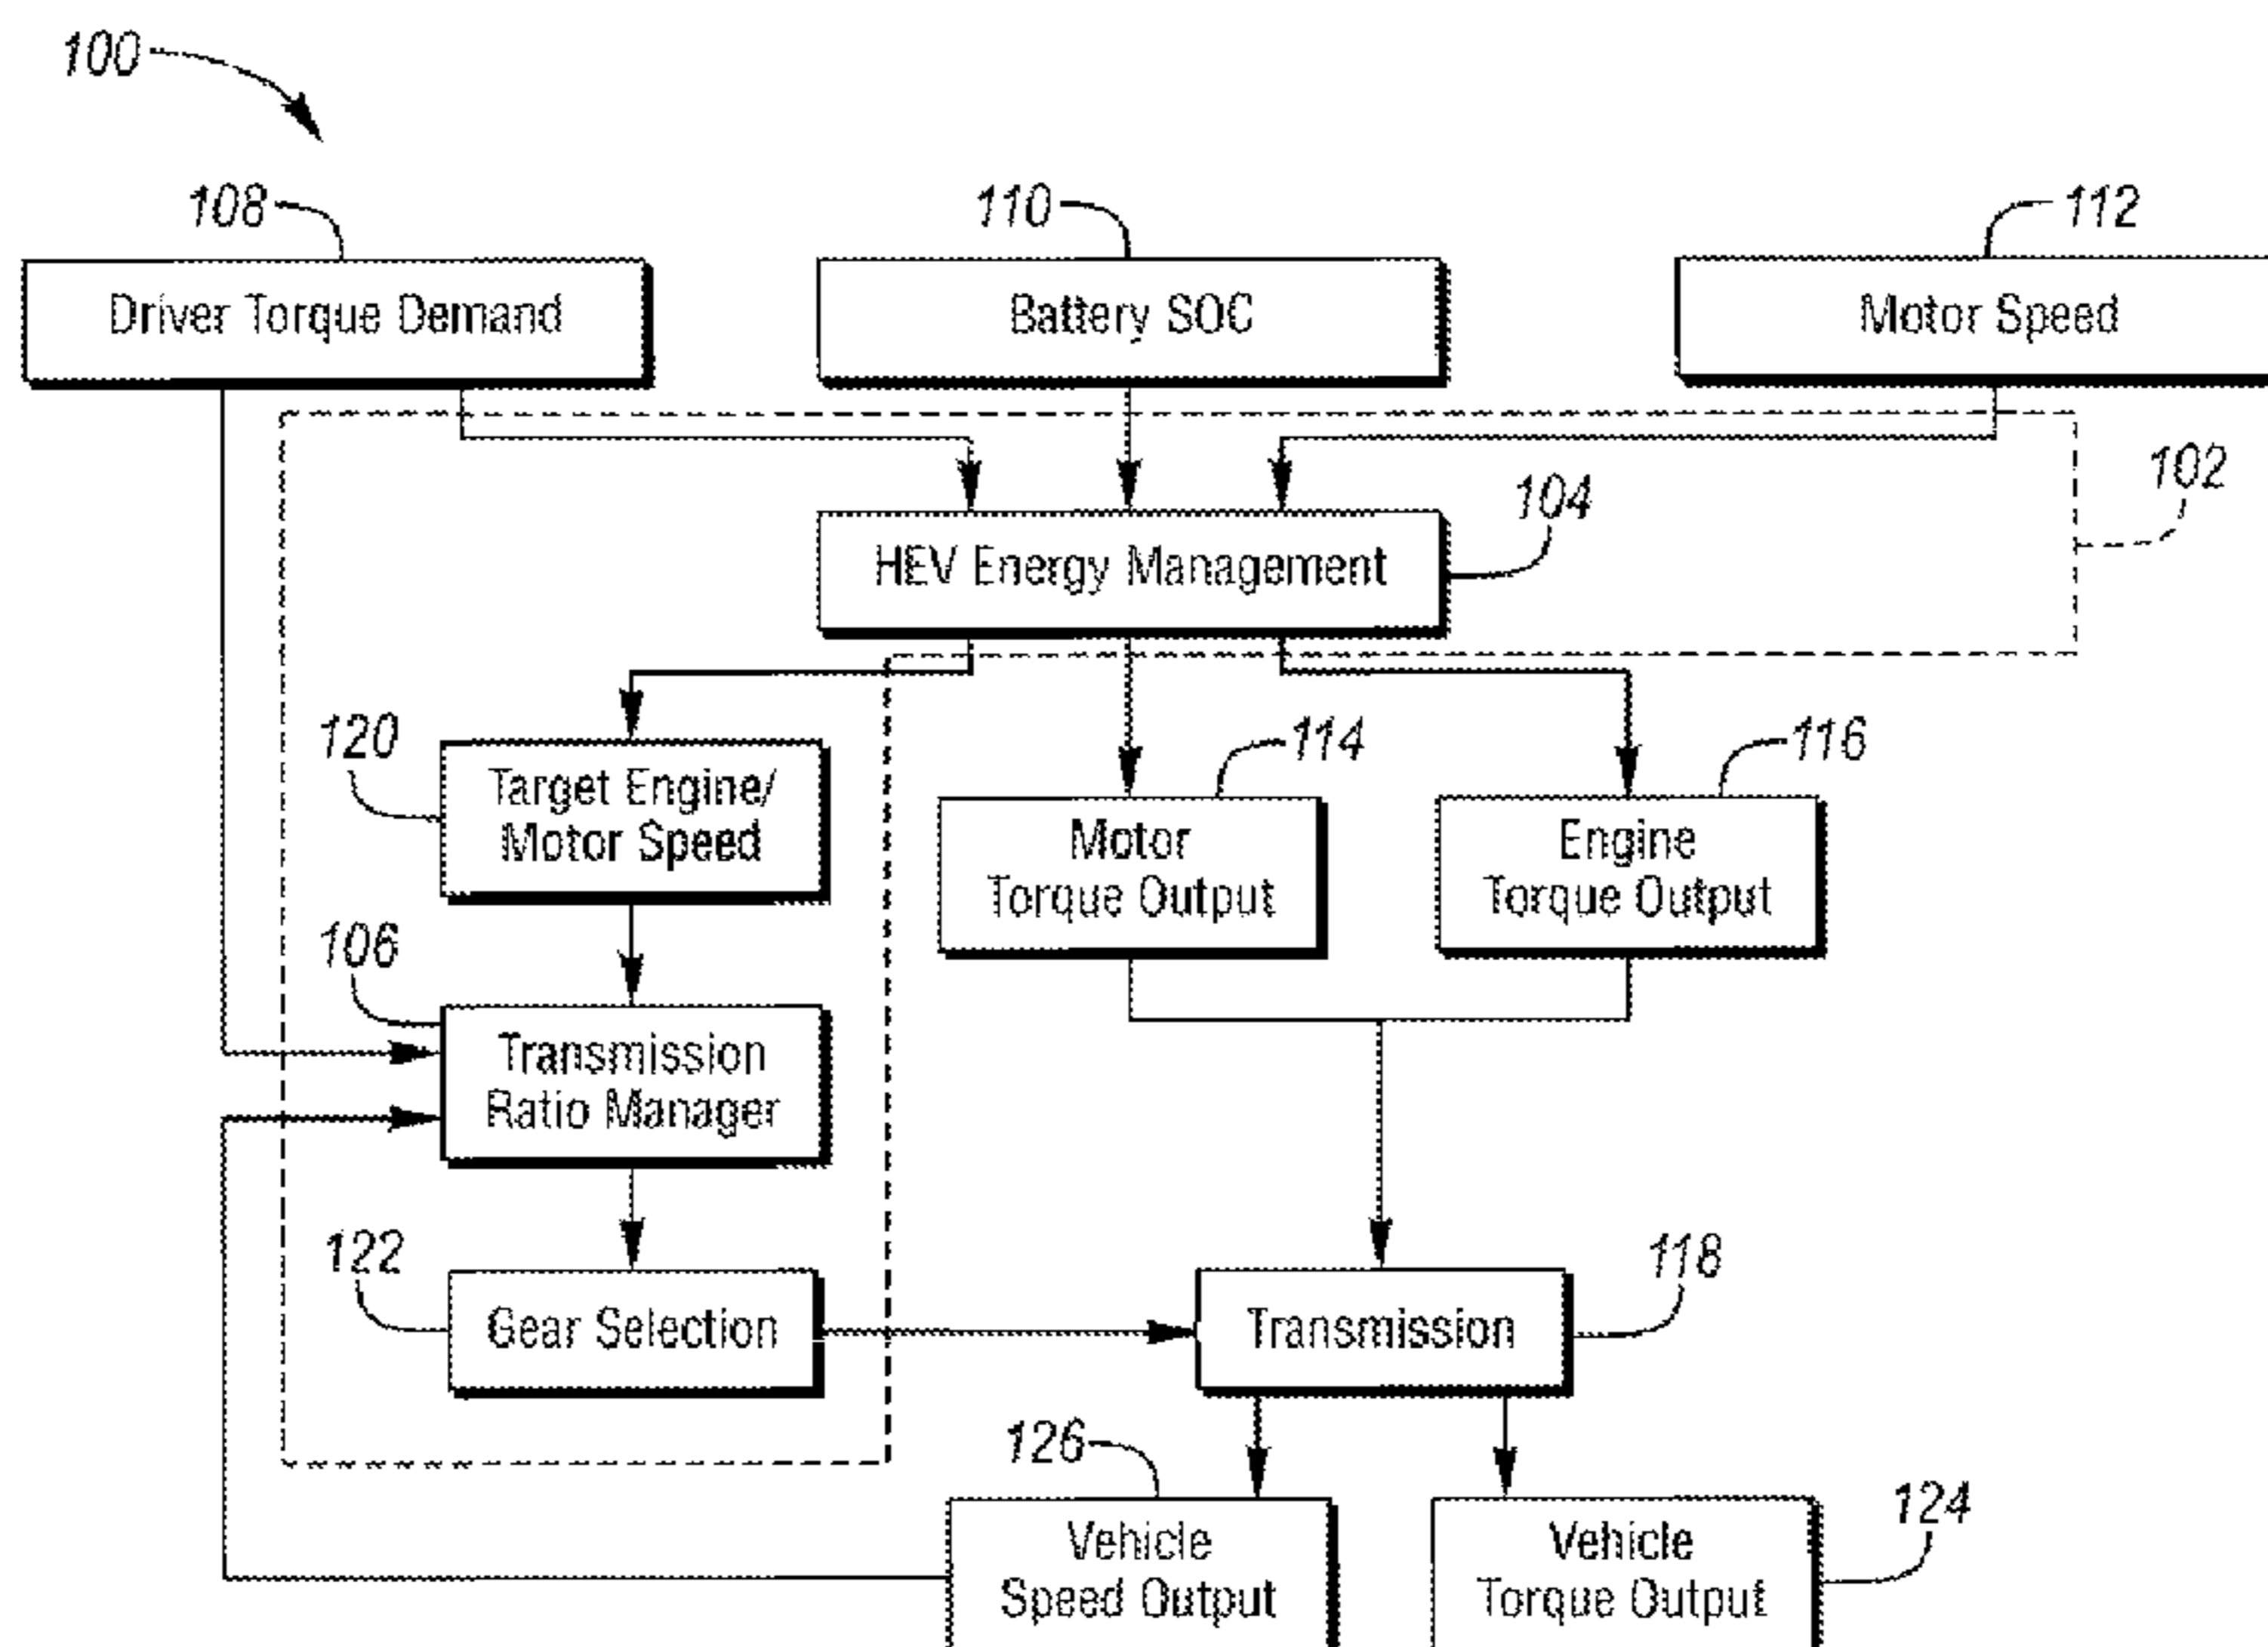 100
108
110
112
Driver Torque Demand
Battery SOC
Motor Speed
102
104
HEV Energy Management
120
114
116
Target Engine/
Motor Speed
Motor
Torque Output
Engine
Torque Output
106
Transmission
Ratio Manager
122
118
Gear Selection
Transmission
126
124
Vehicle
Speed Output
Vehicle
Torque Output